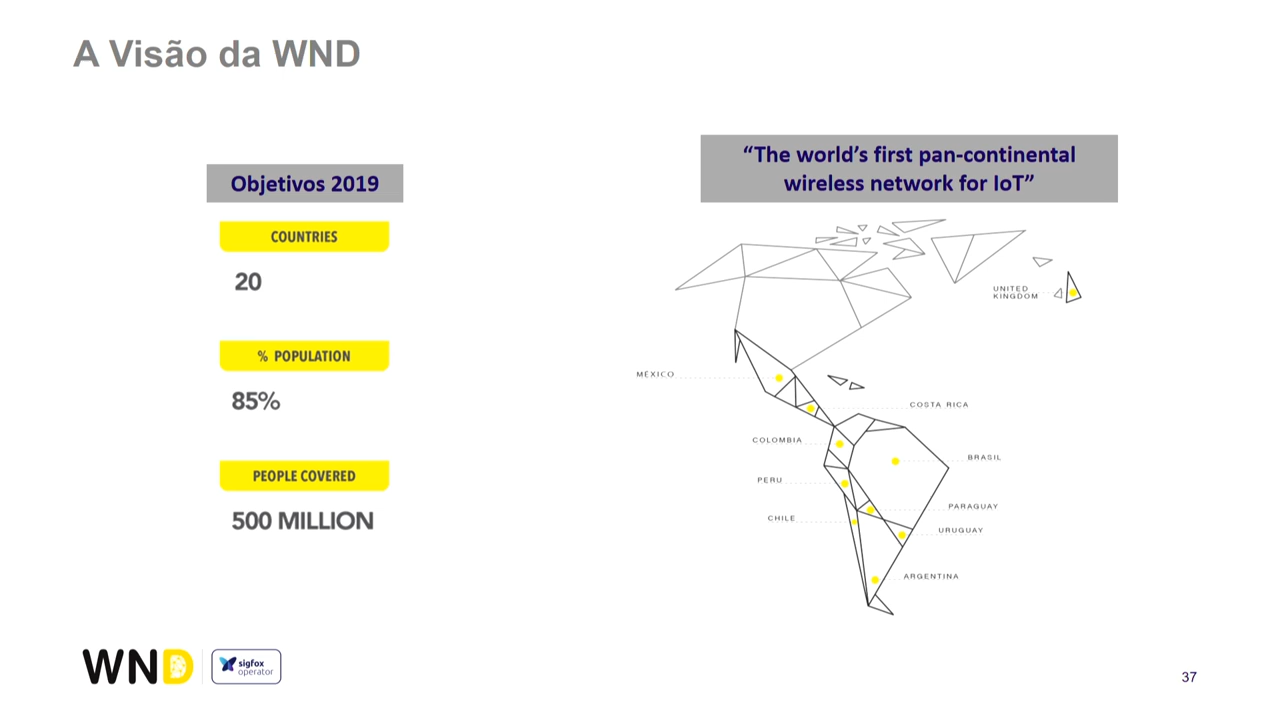 A Visão da WND
Objetivos 2019
COUNTRIES
20
% POPULATION
85%
PEOPLE COVERED
500 MILLION
“The world’s first pan-continental
wireless network for IoT”
UNITED
KINGDOM
MÉXICO
COSTA RICA
COLOMBIA
BRASIL
PERU
PARAGUAY
CHILE
URUGUAY
ARGENTINA
WND
sigfox
operator
37